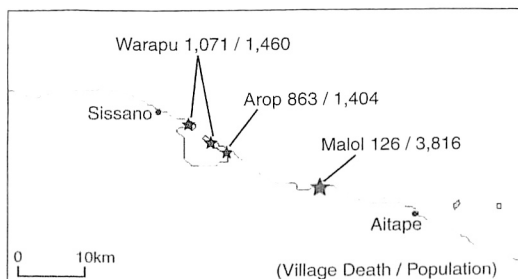 Warapu 1,071 / 1,460
Sissano
Arop 863 / 1,404
Malol 126 / 3,816
Aitape
0 10km
(Village Death / Population)